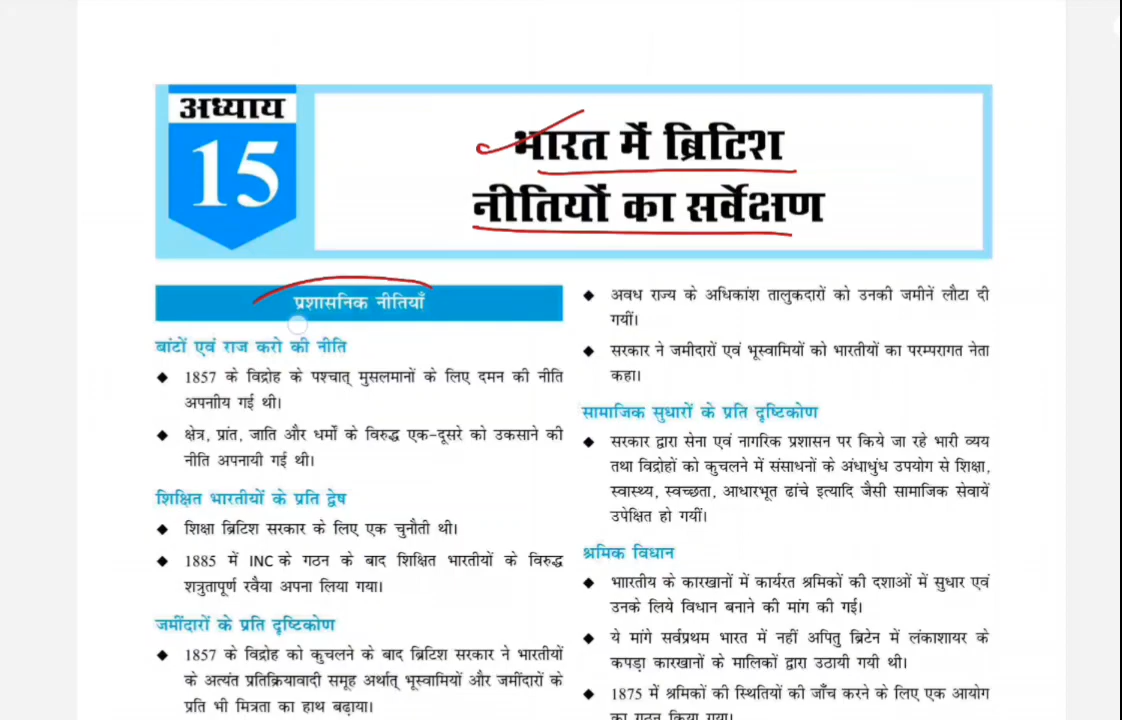 अध्याय
15
भारत में ब्रिटिश
नीतियों का सर्वेक्षण
प्रशासनिक नीतियाँ
बांटों एवं राज करो की नीति
◆ 1857 के विद्रोह के पश्चात् मुसलमानों के लिए दमन की नीति
अपनाीय गई थी।
◆ क्षेत्र, प्रांत, जाति और धर्मों के विरुद्ध एक-दूसरे को उकसाने की
नीति अपनायी गई थी।
शिक्षित भारतीयों के प्रति द्वेष
◆ शिक्षा ब्रिटिश सरकार के लिए एक चुनौती थी।
◆ 1885 में INC के गठन के बाद शिक्षित भारतीयों के विरुद्ध
शत्रुतापूर्ण रवैया अपना लिया गया।
जमींदारों के प्रति दृष्टिकोण
◆ 1857 के विद्रोह को कुचलने के बाद ब्रिटिश सरकार ने भारतीयों
के अत्यंत प्रतिक्रियावादी समूह अर्थात् भूस्वामियों और जमींदारों के
प्रति भी मित्रता का हाथ बढ़ाया।
◆ अवध राज्य के अधिकांश तालुकदारों को उनकी जमीनें लौटा दी
गयीं।
◆ सरकार ने जमींदारों एवं भूस्वामियों को भारतीयों का परम्परागत नेता
कहा।
सामाजिक सुधारों के प्रति दृष्टिकोण
◆ सरकार द्वारा सेना एवं नागरिक प्रशासन पर किये जा रहे भारी व्यय
तथा विद्रोहों को कुचलने में संसाधनों के अंधाधुंध उपयोग से शिक्षा,
स्वास्थ्य, स्वच्छता, आधारभूत ढांचे इत्यादि जैसी सामाजिक सेवायें
उपेक्षित हो गयीं।
श्रमिक विधान
◆ भाारतीय के कारखानों में कार्यरत श्रमिकों की दशाओं में सुधार एवं
उनके लिये विधान बनाने की मांग की गई।
◆ ये मांगे सर्वप्रथम भारत में नहीं अपितु ब्रिटेन में लंकाशायर के
कपड़ा कारखानों के मालिकों द्वारा उठायी गयी थी।
◆ 1875 में श्रमिकों की स्थितियों की जाँच करने के लिए एक आयोग
का गठन किया गया।